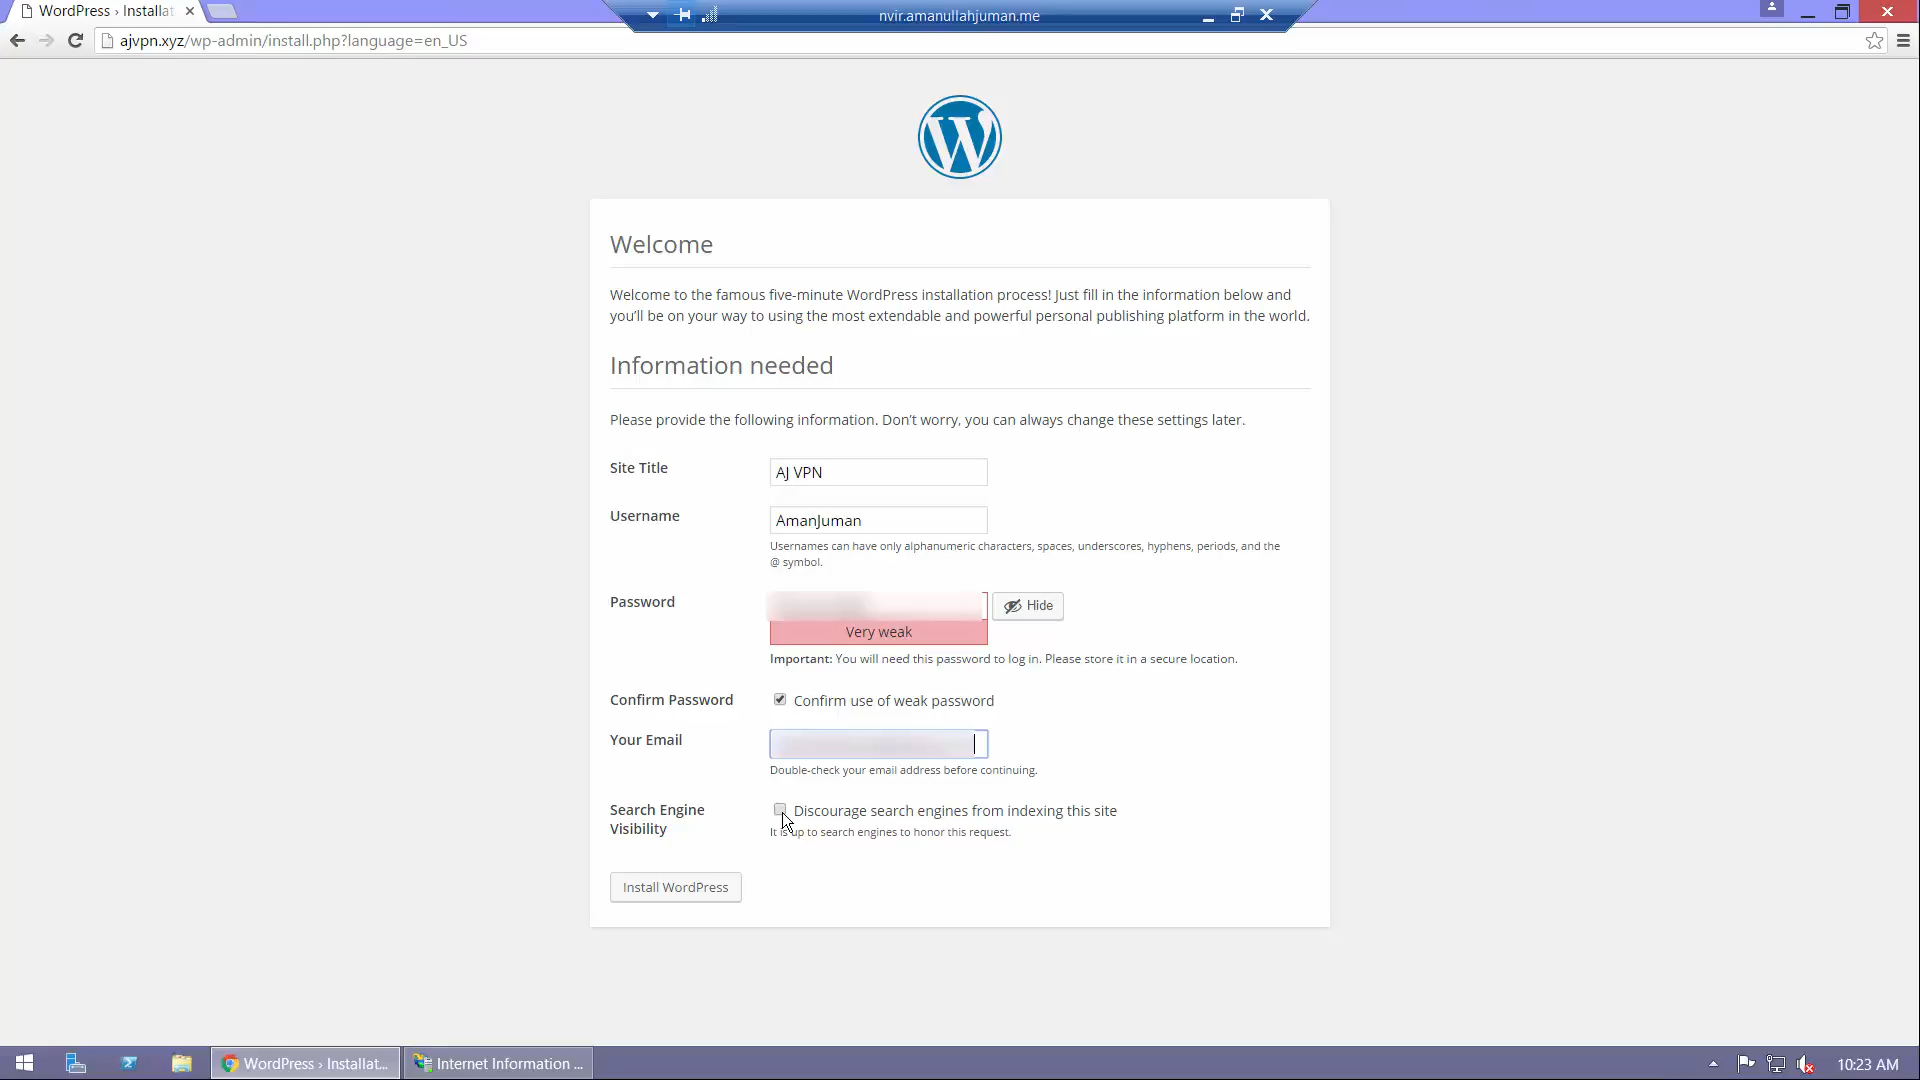 WordPress › Installat
nvir.amanullahjuman.me
ajvpn.xyz/wp-admin/install.php?language=en_US
Welcome
Welcome to the famous five-minute WordPress installation process! Just fill in the information below and
you’ll be on your way to using the most extendable and powerful personal publishing platform in the world.
Information needed
Please provide the following information. Don’t worry, you can always change these settings later.
Site Title
AJ VPN
Username
AmanJuman
Usernames can have only alphanumeric characters, spaces, underscores, hyphens, periods, and the
@ symbol.
Password
Hide
Very weak
Important: You will need this password to log in. Please store it in a secure location.
Confirm Password
Confirm use of weak password
Your Email
Double-check your email address before continuing.
Search Engine
Visibility
Discourage search engines from indexing this site
It is up to search engines to honor this request.
Install WordPress
WordPress › Installat...
Internet Information ...
10:23 AM